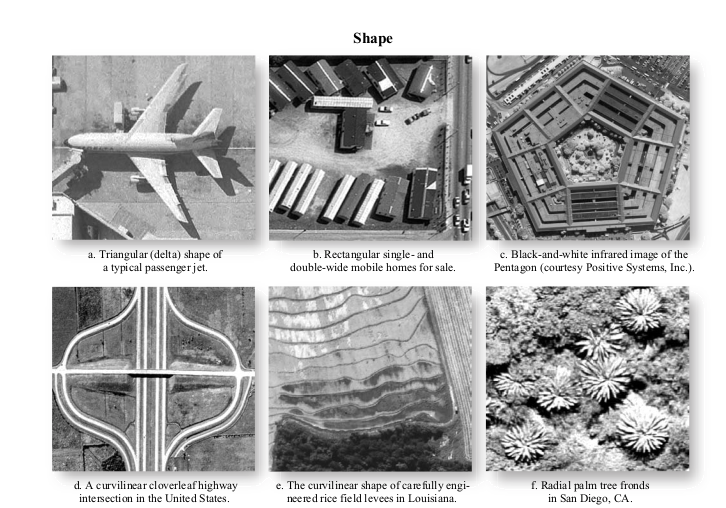 Shape
a. Triangular (delta) shape of
a typical passenger jet.
b. Rectangular single- and
double-wide mobile homes for sale.
c. Black-and-white infrared image of the
Pentagon (courtesy Positive Systems, Inc.).
d. A curvilinear cloverleaf highway
intersection in the United States.
e. The curvilinear shape of carefully engi-
neered rice field levees in Louisiana.
f. Radial palm tree fronds
in San Diego, CA.